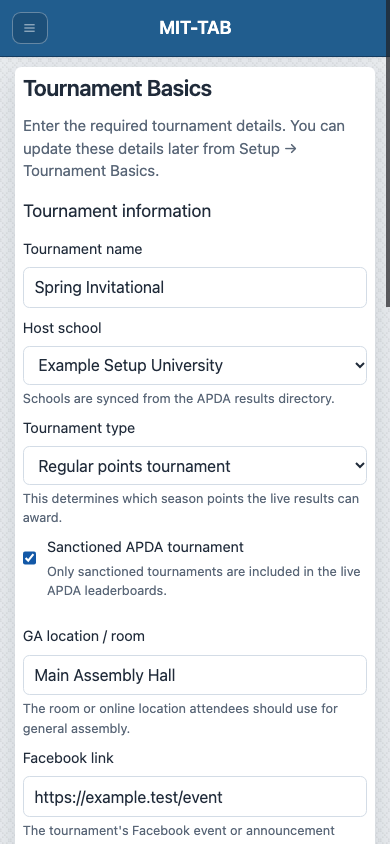 MIT-TAB
Tournament Basics
Enter the required tournament details. You can
update these details later from Setup →
Tournament Basics.
Tournament information
Tournament name
Spring Invitational
Host school
Example Setup University
Schools are synced from the APDA results directory.
Tournament type
Regular points tournament
This determines which season points the live results can
award.
Sanctioned APDA tournament
Only sanctioned tournaments are included in the live
APDA leaderboards.
GA location / room
Main Assembly Hall
The room or online location attendees should use for
general assembly.
Facebook link
https://example.test/event
The tournament's Facebook event or announcement